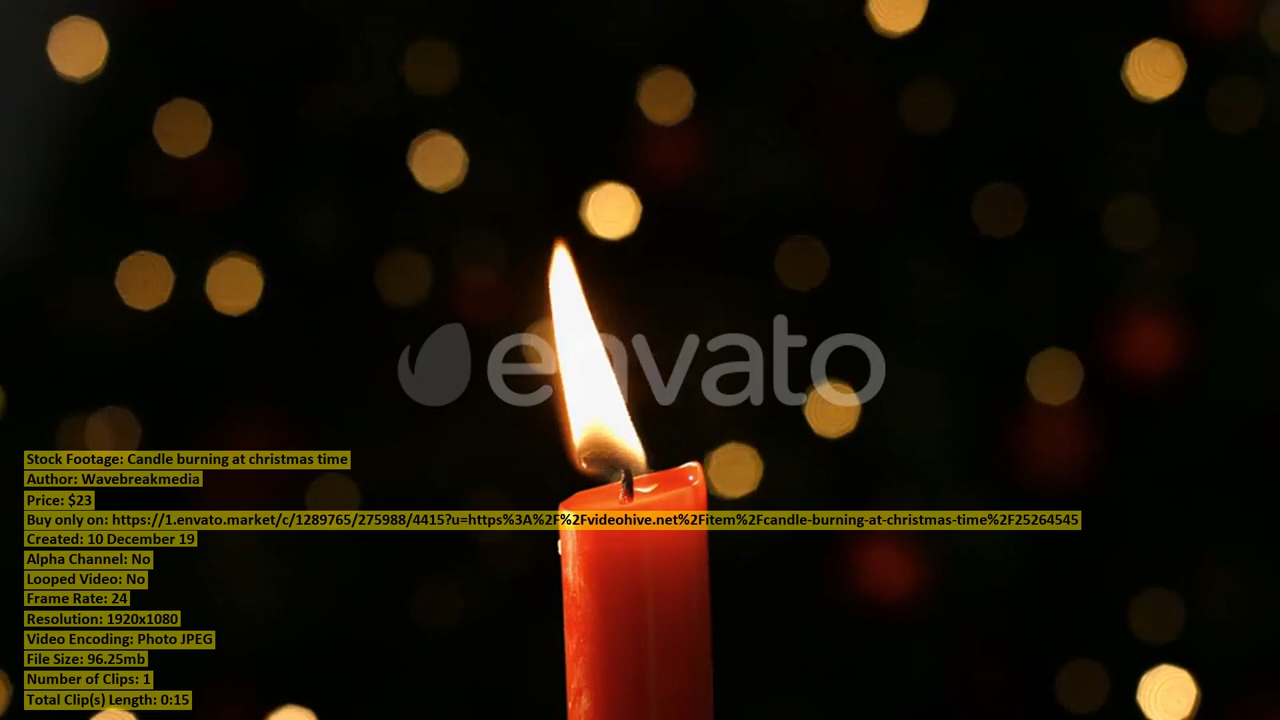 envato
Stock Footage: Candle burning at christmas time
Author: Wavebreakmedia
Price: $23
Buy only on: https://1.envato.market/c/1289765/275988/4415?u=https%3A%2F%2Fvideohive.net%2Fitem%2Fcandle-burning-at-christmas-time%2F25264545
Created: 10 December 19
Alpha Channel: No
Looped Video: No
Frame Rate: 24
Resolution: 1920x1080
Video Encoding: Photo JPEG
File Size: 96.25mb
Number of Clips: 1
Total Clip(s) Length: 0:15